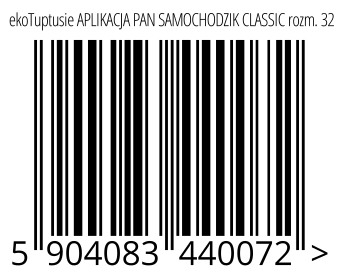 ekoTuptusie APLIKACJA PAN SAMOCHODZIK CLASSIC rozm. 32
5 904083 440072 >